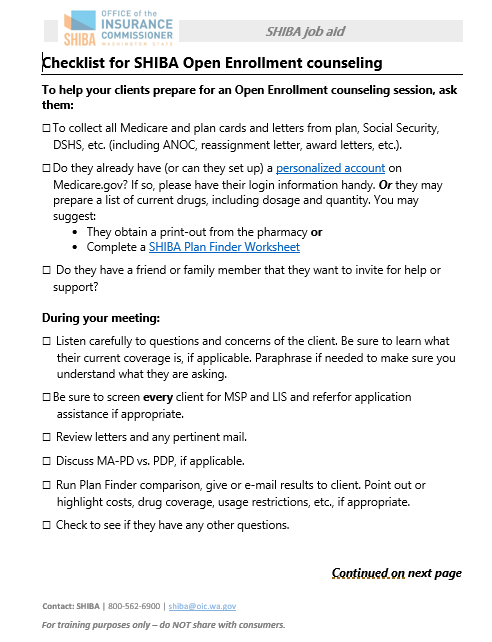 OFFICE OF THE
INSURANCE
COMMISSIONER
SHIBA WASHINGTON STATE
SHIBA job aid
Checklist for SHIBA Open Enrollment counseling
To help your clients prepare for an Open Enrollment counseling session, ask
them:
☐To collect all Medicare and plan cards and letters from plan, Social Security,
DSHS, etc. (including ANOC, reassignment letter, award letters, etc.).
☐Do they already have (or can they set up) a personalized account on
Medicare.gov? If so, please have their login information handy. Or they may
prepare a list of current drugs, including dosage and quantity. You may
suggest:
• They obtain a print-out from the pharmacy or
• Complete a SHIBA Plan Finder Worksheet
☐ Do they have a friend or family member that they want to invite for help or
support?
During your meeting:
☐ Listen carefully to questions and concerns of the client. Be sure to learn what
their current coverage is, if applicable. Paraphrase if needed to make sure you
understand what they are asking.
☐Be sure to screen every client for MSP and LIS and referfor application
assistance if appropriate.
☐ Review letters and any pertinent mail.
☐ Discuss MA-PD vs. PDP, if applicable.
☐ Run Plan Finder comparison, give or e-mail results to client. Point out or
highlight costs, drug coverage, usage restrictions, etc., if appropriate.
☐ Check to see if they have any other questions.
Continued on next page
Contact: SHIBA | 800-562-6900 | shiba@oic.wa.gov
For training purposes only – do NOT share with consumers.